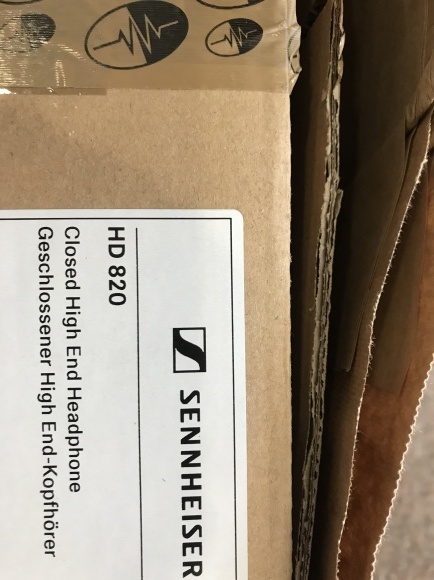 SENNHEISER
HD 820
Closed High End Headphone
Geschlossener High End-Kopfhörer